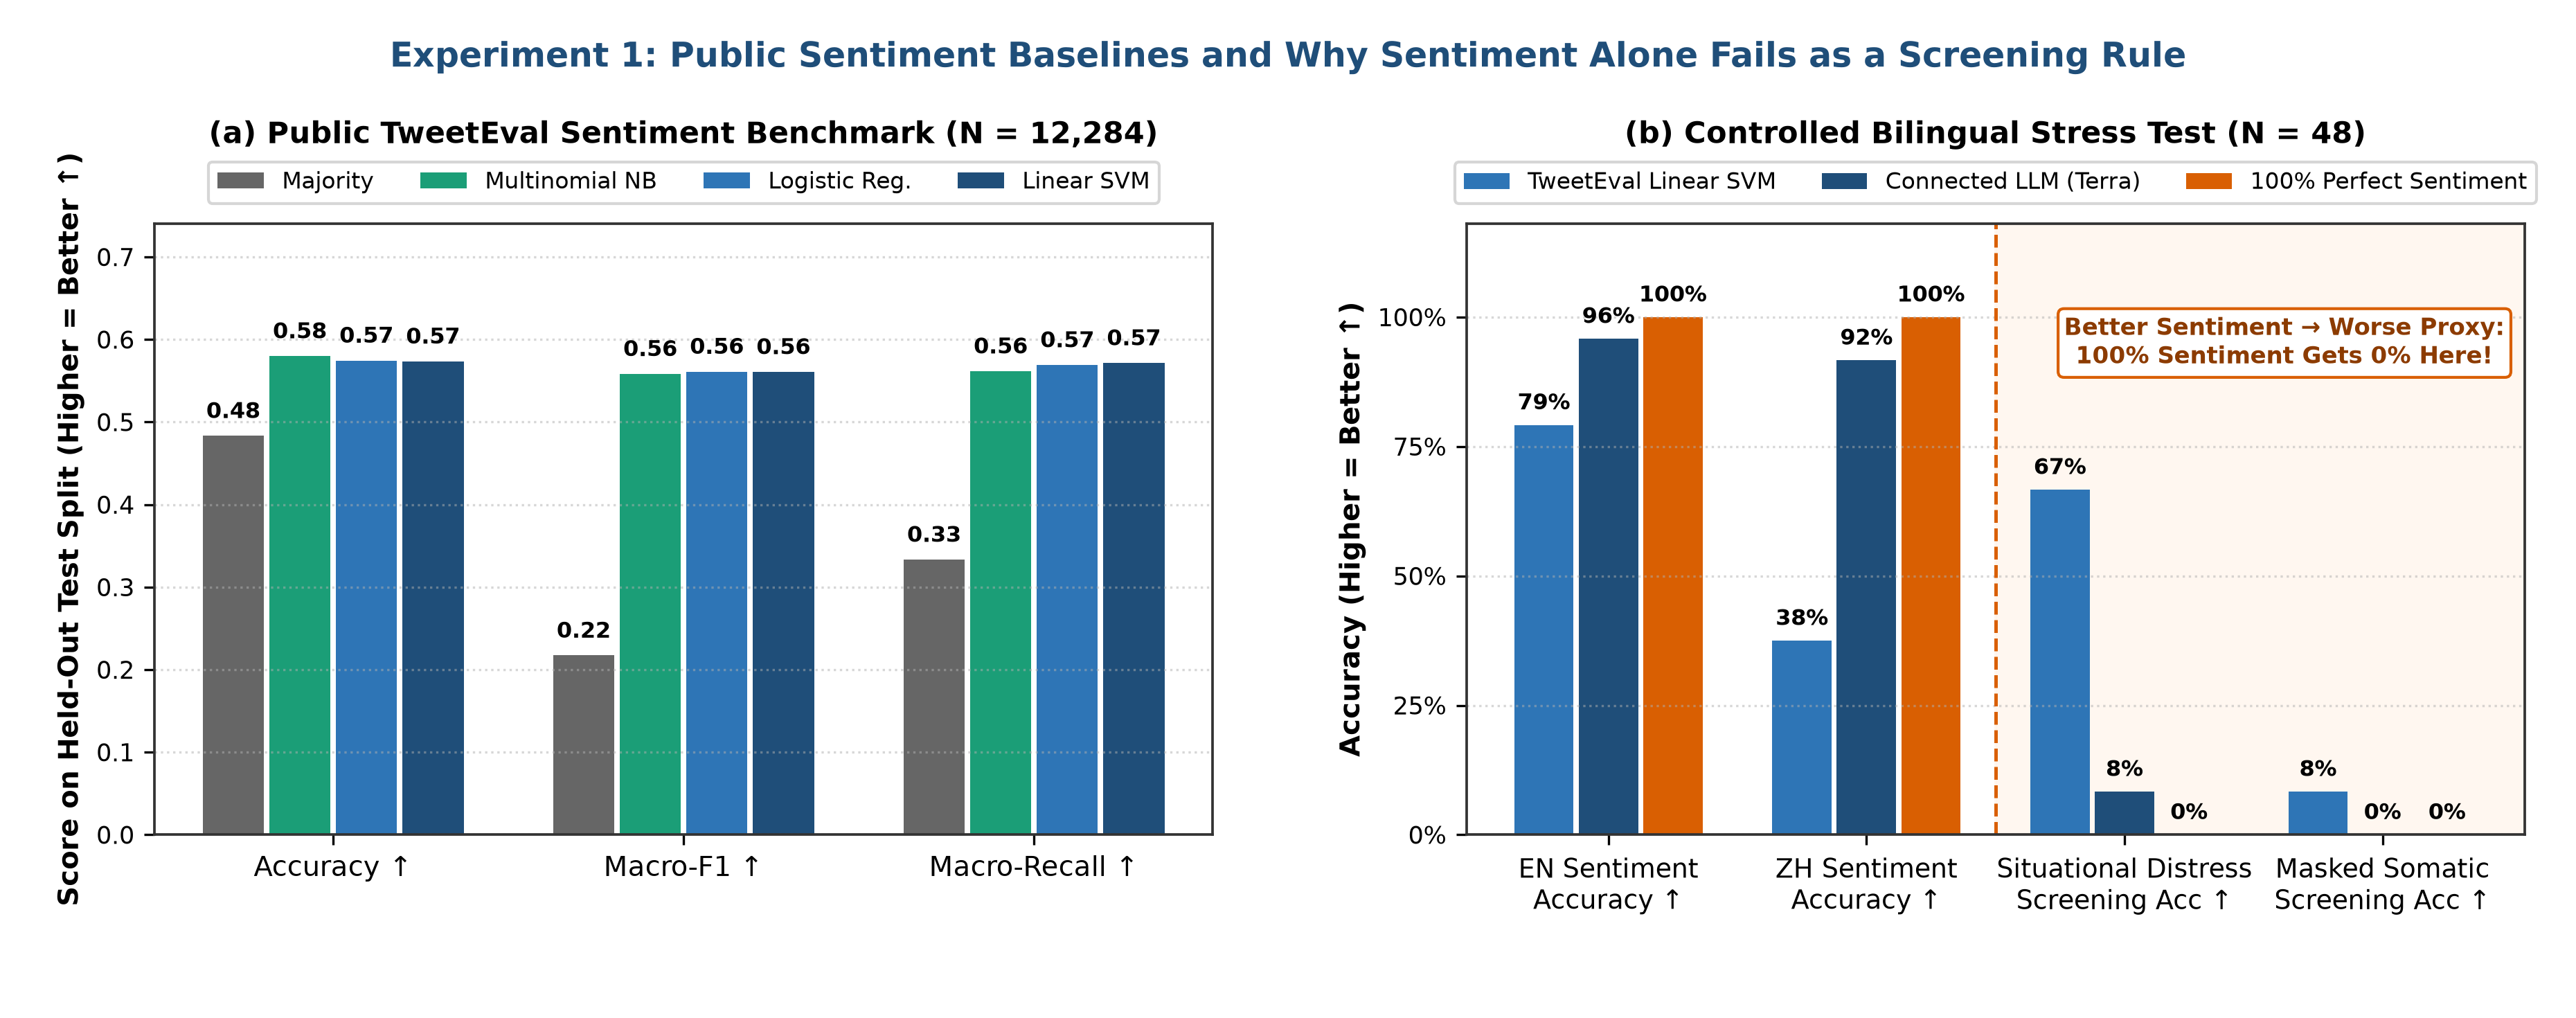 Experiment 1: Public Sentiment Baselines and Why Sentiment Alone Fails as a Screening Rule
(a) Public TweetEval Sentiment Benchmark (N = 12,284)
Majority
Multinomial NB
Logistic Reg.
Linear SVM
Score on Held-Out Test Split (Higher = Better ↑)
0.7
0.6
0.5
0.4
0.3
0.2
0.1
0.0
0.48
0.58
0.57
0.57
0.22
0.56
0.56
0.56
0.33
0.56
0.57
0.57
Accuracy ↑
Macro-F1 ↑
Macro-Recall ↑
(b) Controlled Bilingual Stress Test (N = 48)
TweetEval Linear SVM
Connected LLM (Terra)
100% Perfect Sentiment
Accuracy (Higher = Better ↑)
100%
75%
50%
25%
0%
79%
96%
100%
38%
92%
100%
67%
8%
0%
8%
0%
0%
Better Sentiment → Worse Proxy:
100% Sentiment Gets 0% Here!
EN Sentiment
Accuracy ↑
ZH Sentiment
Accuracy ↑
Situational Distress
Screening Acc ↑
Masked Somatic
Screening Acc ↑